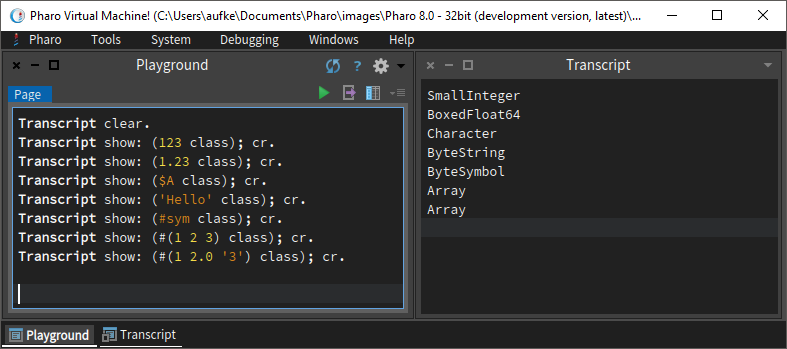 Pharo Virtual Machine! (C:\Users\aufke\Documents\Pharo\images\Pharo 8.0 - 32bit (development version, latest)\...
Pharo Tools System Debugging Windows Help
Playground
?
Page
Transcript clear.
Transcript show: (123 class); cr.
Transcript show: (1.23 class); cr.
Transcript show: ($A class); cr.
Transcript show: ('Hello' class); cr.
Transcript show: (#sym class); cr.
Transcript show: (#(1 2 3) class); cr.
Transcript show: (#(1 2.0 '3') class); cr.
Transcript
SmallInteger
BoxedFloat64
Character
ByteString
ByteSymbol
Array
Array
Playground Transcript